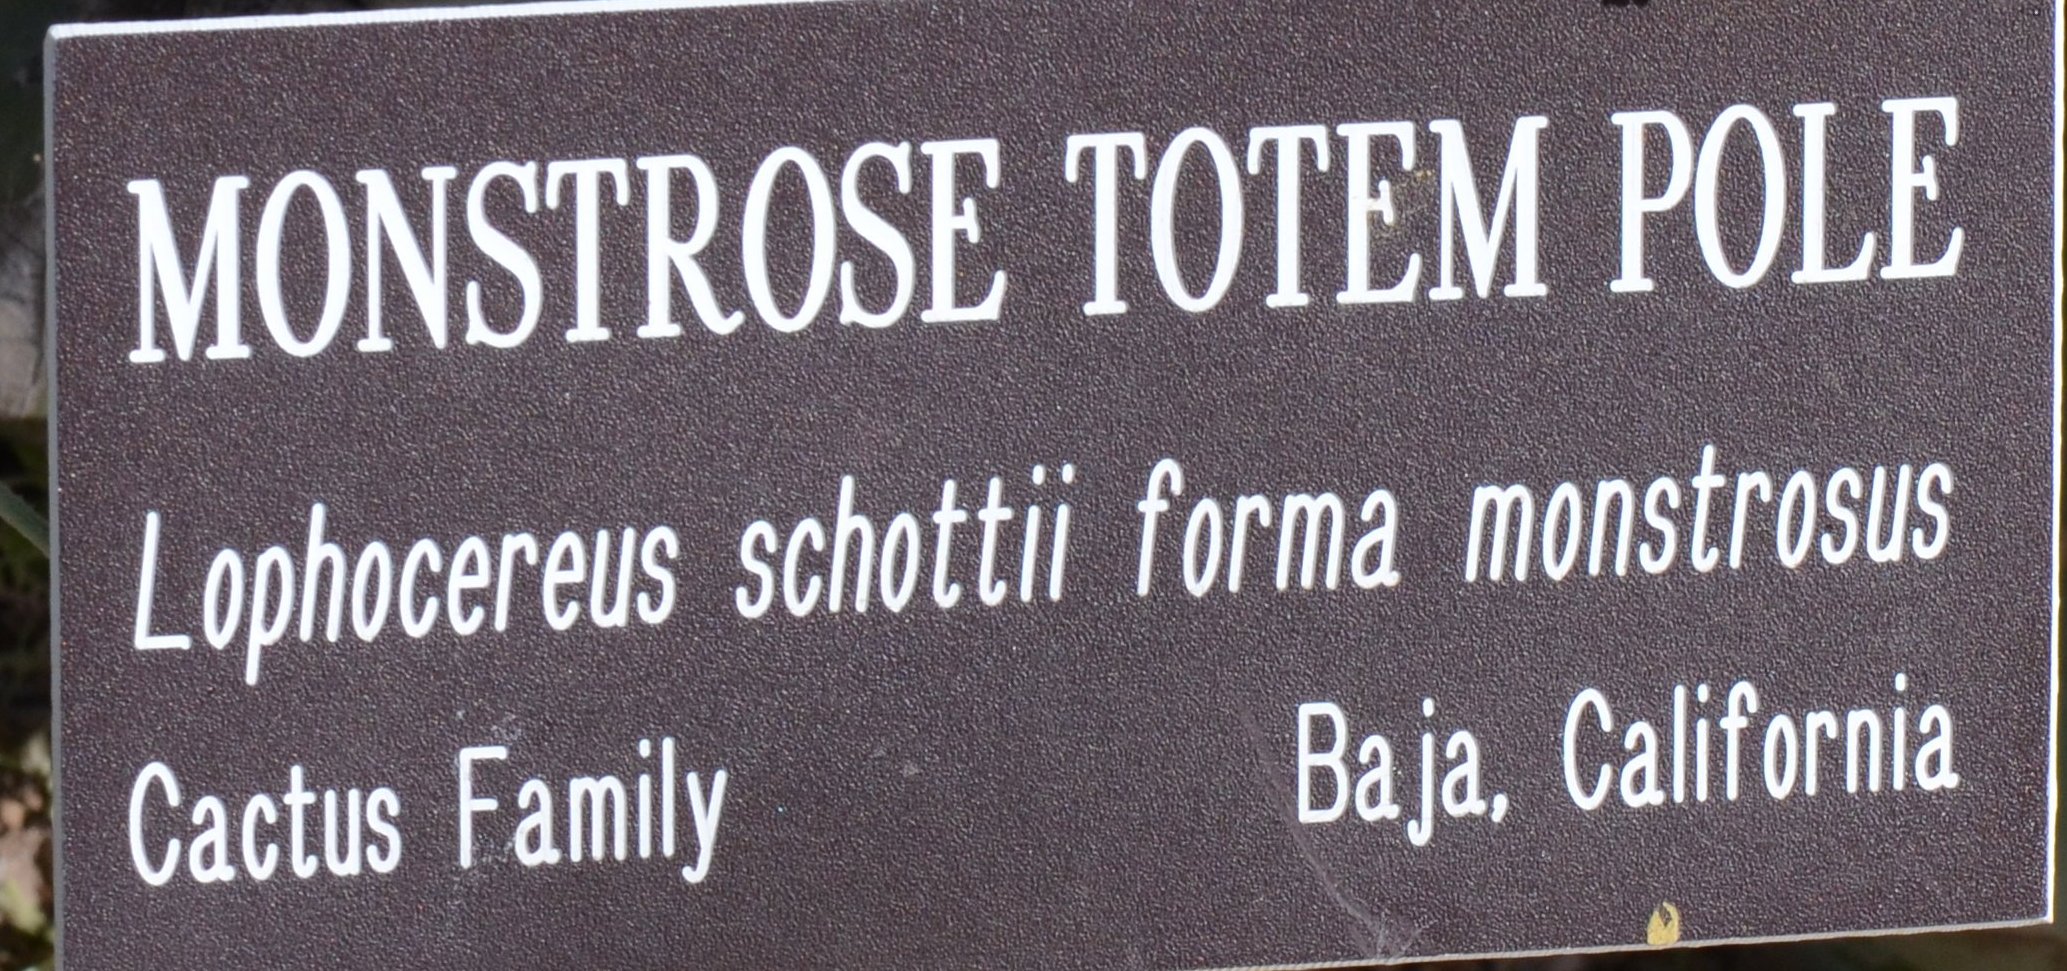 MONSTROSE TOTEM POLE
Lophocereus schottii forma monstrosus
Cactus Family Baja, California